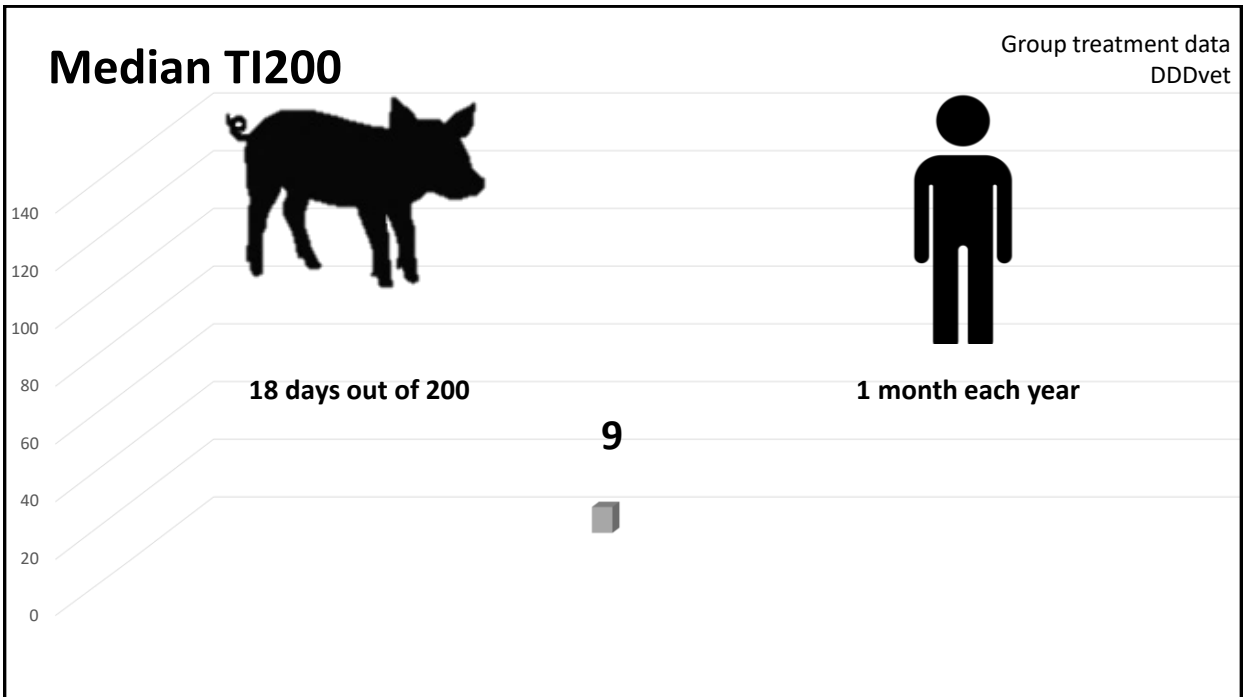 Median TI200
Group treatment data
DDDvet
140
120
100
80
60
40
20
0
18 days out of 200
1 month each year
9